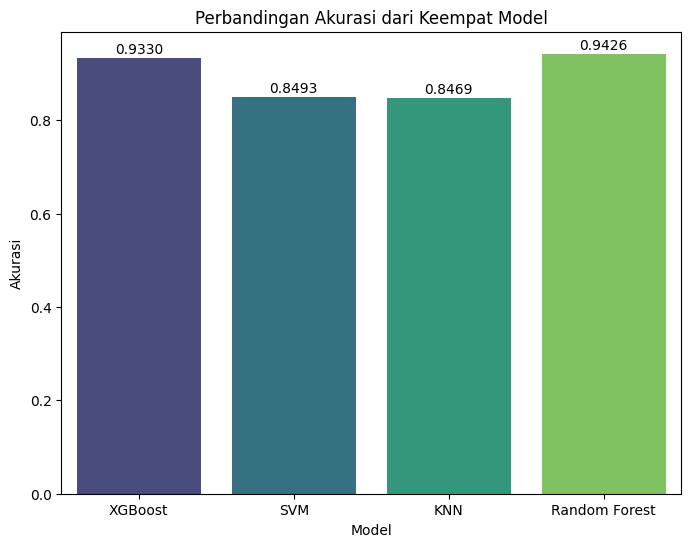 Perbandingan Akurasi dari Keempat Model
0.9330
0.8493
0.8469
0.9426
Akurasi
0.8
0.6
0.4
0.2
0.0
XGBoost
SVM
KNN
Random Forest
Model